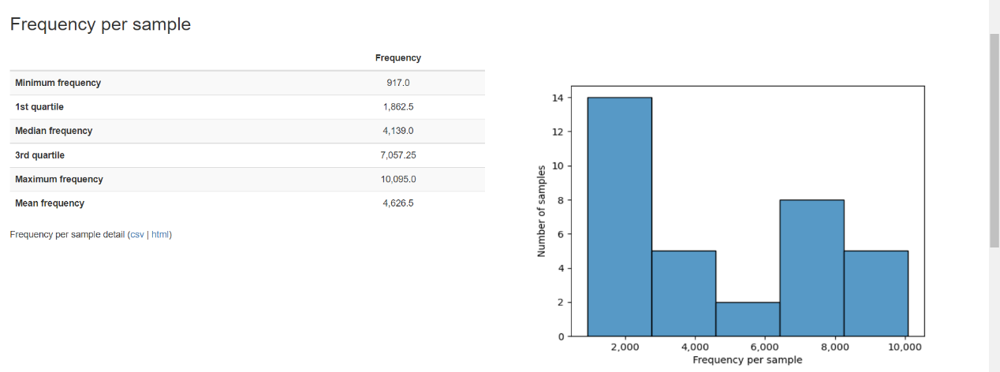 Frequency per sample
Frequency
Minimum frequency 917.0
1st quartile 1,862.5
Median frequency 4,139.0
3rd quartile 7,057.25
Maximum frequency 10,095.0
Mean frequency 4,626.5
Frequency per sample detail (csv | html)
Number of samples
14
12
10
8
6
4
2
0
2,000 4,000 6,000 8,000 10,000
Frequency per sample